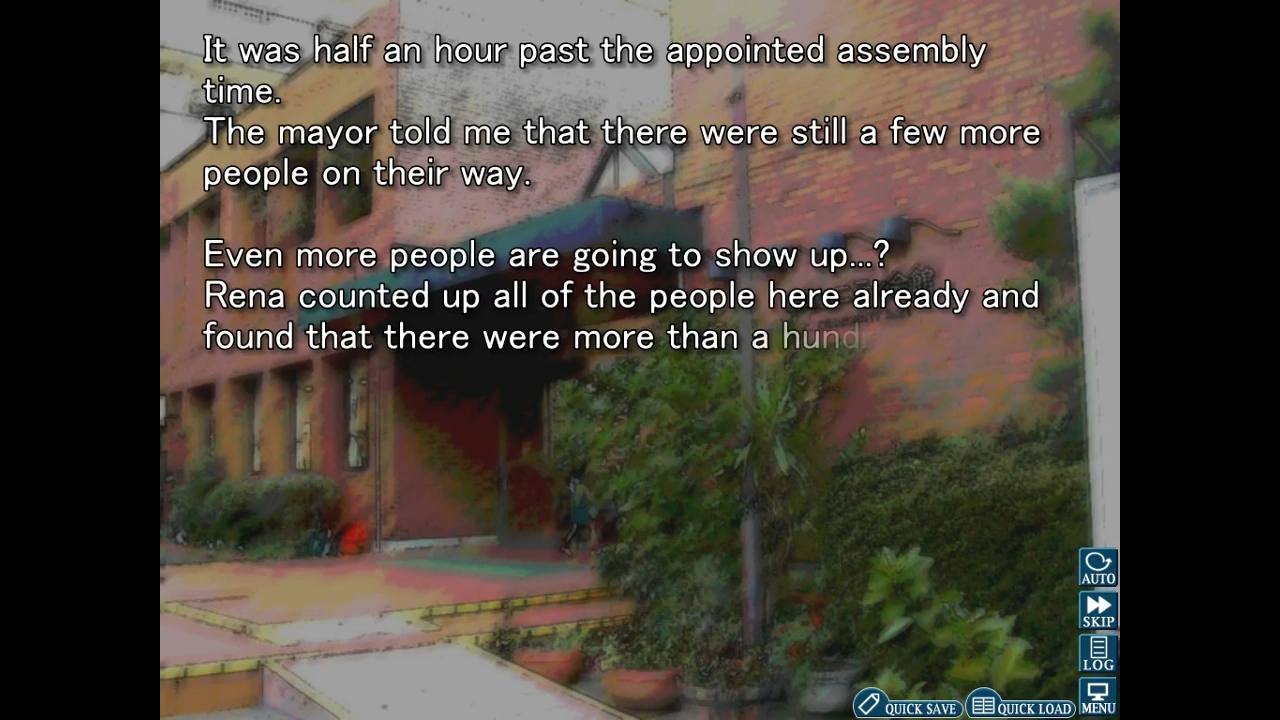 It was half an hour past the appointed assembly
time.
The mayor told me that there were still a few more
people on their way.
Even more people are going to show up...?
Rena counted up all of the people here already and
found that there were more than a hund
AUTO
SKIP
LOG
MENU
QUICK SAVE
QUICK LOAD